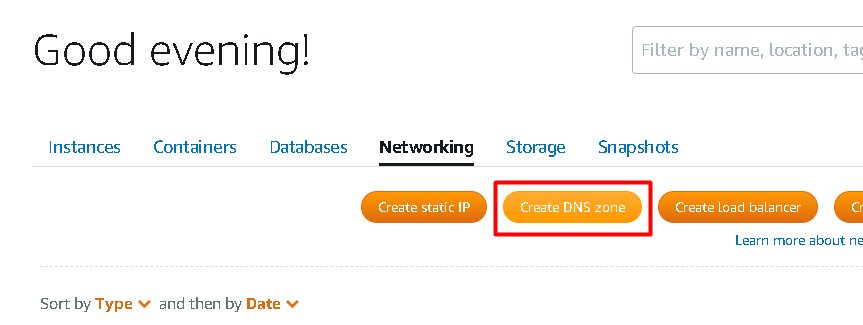 Good evening!
Filter by name, location, tag
Instances Containers Databases Networking Storage Snapshots
Create static IP Create DNS zone Create load balancer Cr
Learn more about ne
Sort by Type and then by Date